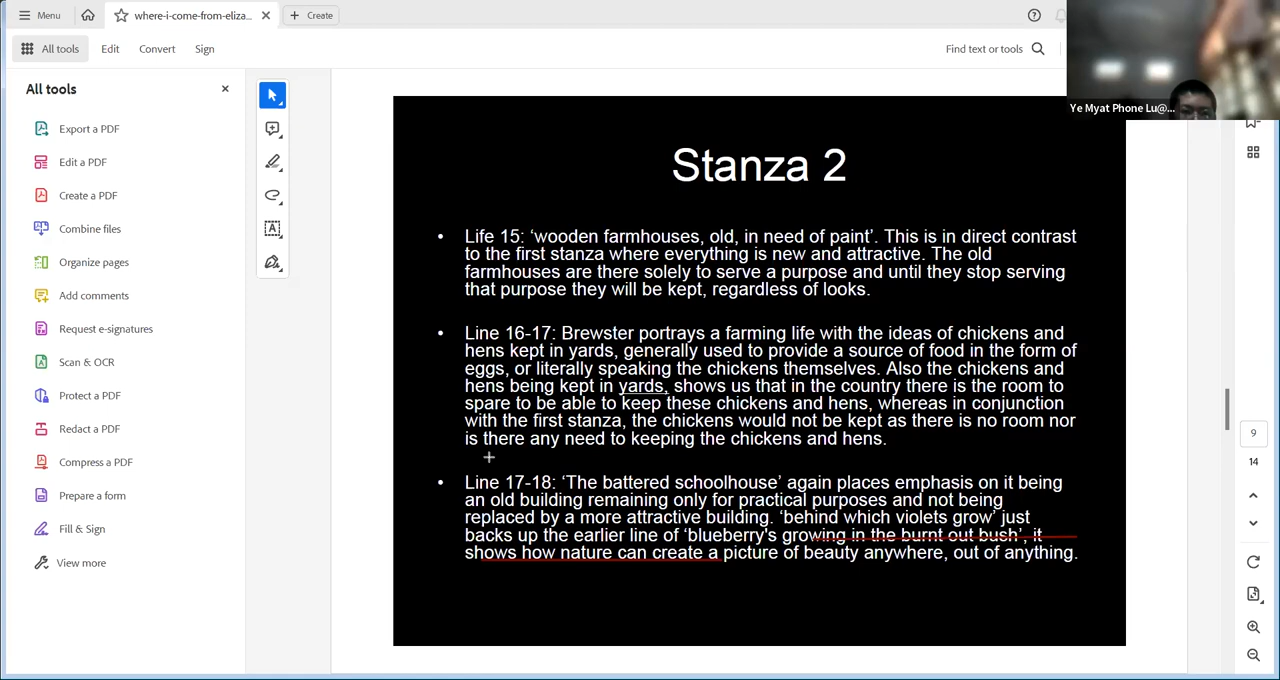 Menu
where-i-come-from-eliza...
Create
All tools
Edit
Convert
Sign
Find text or tools
All tools
Export a PDF
Edit a PDF
Create a PDF
Combine files
Organize pages
Add comments
Request e-signatures
Scan & OCR
Protect a PDF
Redact a PDF
Compress a PDF
Prepare a form
Fill & Sign
View more
Ye Myat Phone Lu@...
Stanza 2
• Life 15: ‘wooden farmhouses, old, in need of paint’. This is in direct contrast
to the first stanza where everything is new and attractive. The old
farmhouses are there solely to serve a purpose and until they stop serving
that purpose they will be kept, regardless of looks.
• Line 16-17: Brewster portrays a farming life with the ideas of chickens and
hens kept in yards, generally used to provide a source of food in the form of
eggs, or literally speaking the chickens themselves. Also the chickens and
hens being kept in yards, shows us that in the country there is the room to
spare to be able to keep these chickens and hens, whereas in conjunction
with the first stanza, the chickens would not be kept as there is no room nor
is there any need to keeping the chickens and hens.
• Line 17-18: ‘The battered schoolhouse’ again places emphasis on it being
an old building remaining only for practical purposes and not being
replaced by a more attractive building. ‘behind which violets grow’ just
backs up the earlier line of ‘blueberry's growing in the burnt out bush’, it
shows how nature can create a picture of beauty anywhere, out of anything.
9
14